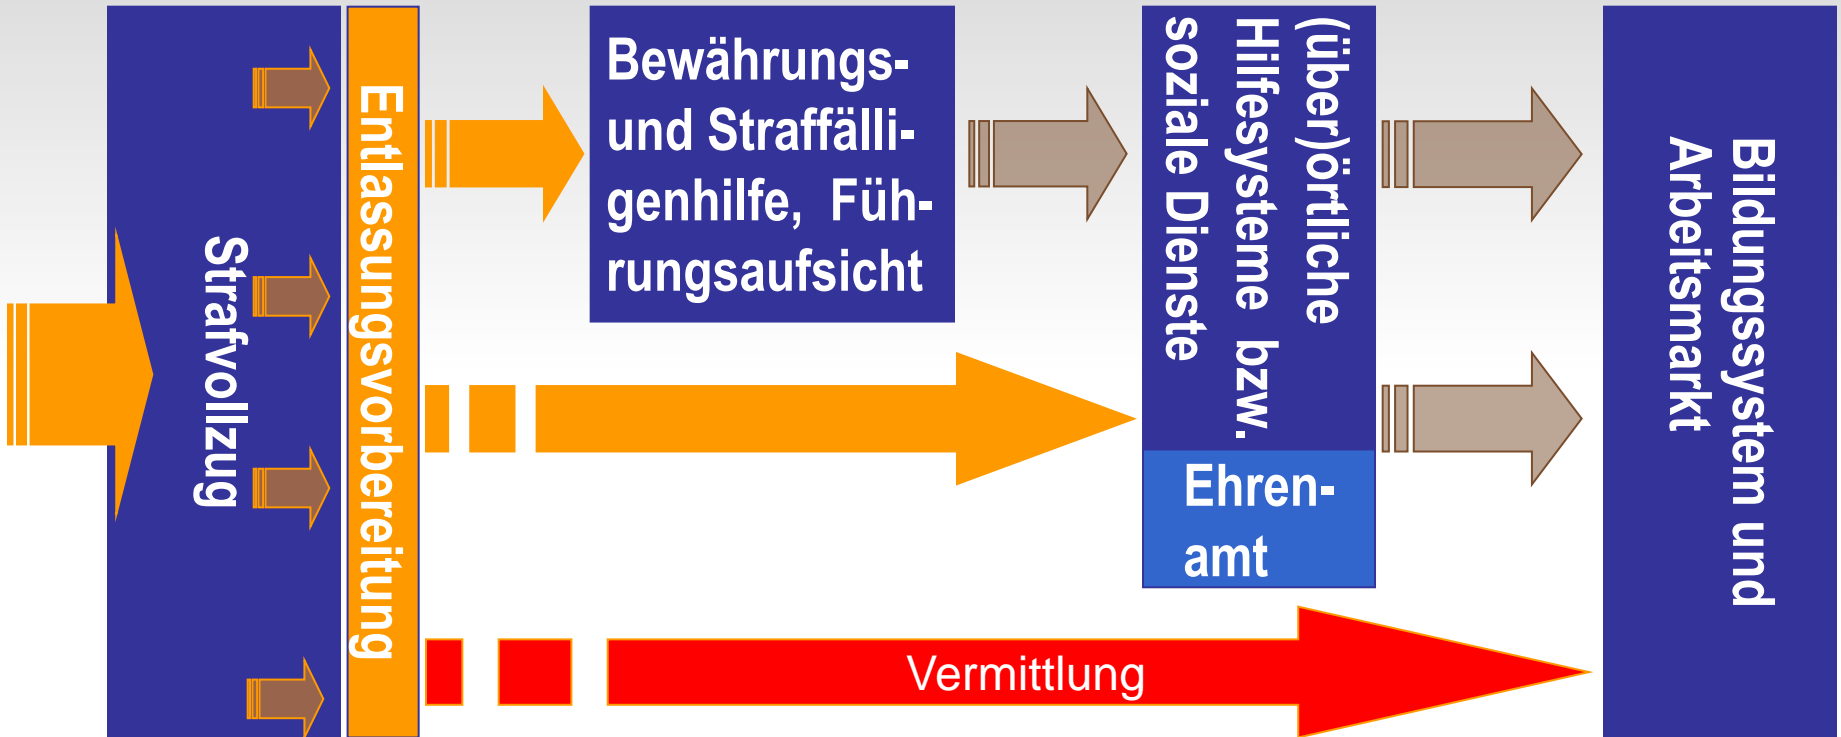 Strafvollzug
Entlassungsvorbereitung
Bewährungs-
und Straffälli-
genhilfe, Füh-
rungsaufsicht
(über)örtliche
Hilfesysteme bzw.
soziale Dienste
Ehren-
amt
Vermittlung
Bildungssystem und
Arbeitsmarkt